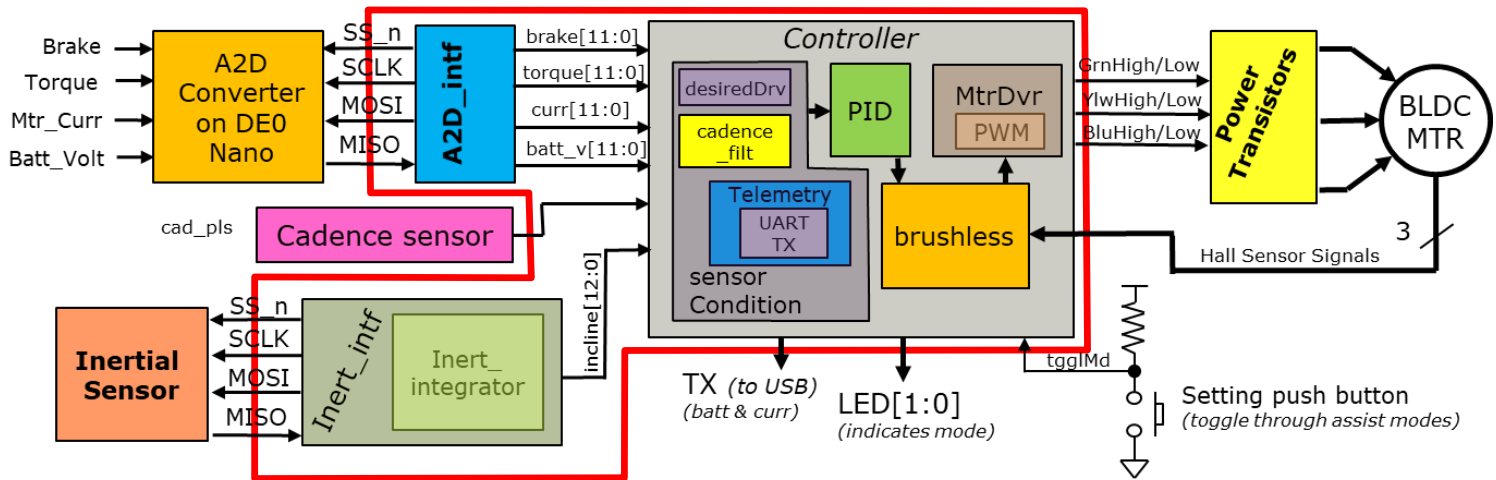 Brake
Torque
Mtr_Curr
Batt_Volt
A2D
Converter
on DE0
Nano
SS_n
SCLK
MOSI
MISO
A2D_intf
brake[11:0]
torque[11:0]
curr[11:0]
batt_v[11:0]
Controller
desiredDrv
cadence
_filt
PID
MtrDvr
PWM
Telemetry
UART
TX
brushless
sensor
Condition
GrnHigh/Low
YlwHigh/Low
BluHigh/Low
Power
Transistors
BLDC
MTR
3
Hall Sensor Signals
cad_pls
Cadence sensor
Inertial
Sensor
SS_n
SCLK
MOSI
MISO
Inert_intf
Inert_
integrator
incline[12:0]
TX (to USB)
(batt & curr)
LED[1:0]
(indicates mode)
tgglMd
Setting push button
(toggle through assist modes)